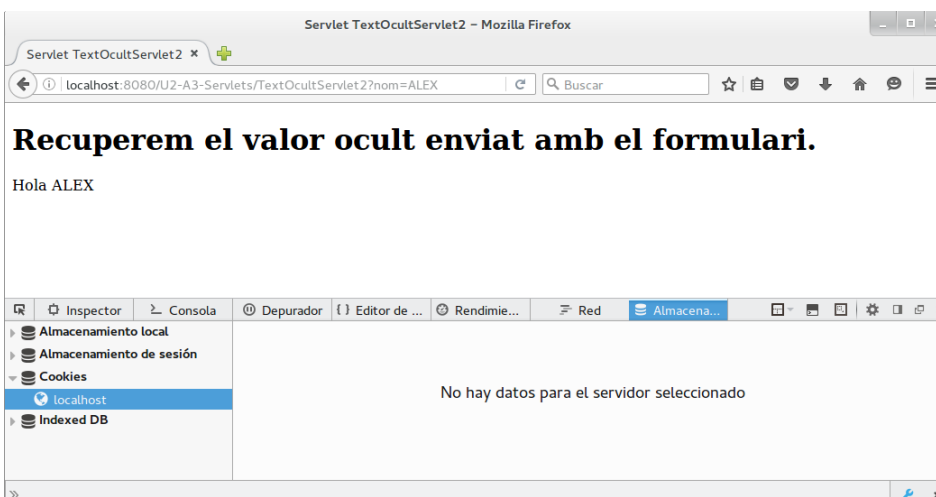 Servlet TextOcultServlet2 – Mozilla Firefox
Servlet TextOcultServlet2
localhost:8080/U2-A3-Servlets/TextOcultServlet2?nom=ALEX
Buscar
Recuperem el valor ocult enviat amb el formulari.
Hola ALEX
Inspector Consola Depurador { } Editor de ... Rendimie... Red Almacena...
Almacenamiento local
Almacenamiento de sesión
Cookies
localhost
Indexed DB
No hay datos para el servidor seleccionado